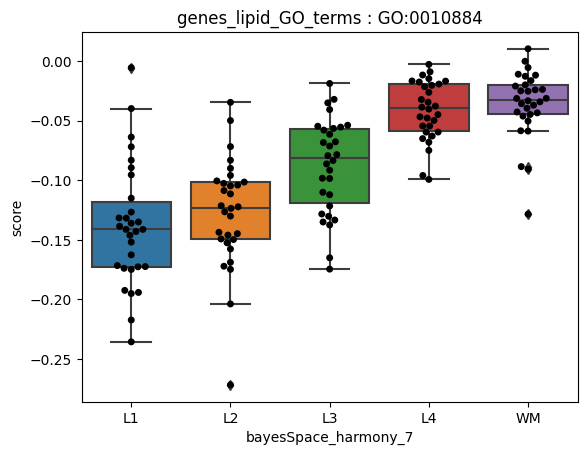 genes_lipid_GO_terms : GO:0010884
0.00
−0.05
−0.10
−0.15
−0.20
−0.25
score
L1 L2 L3 L4 WM
bayesSpace_harmony_7